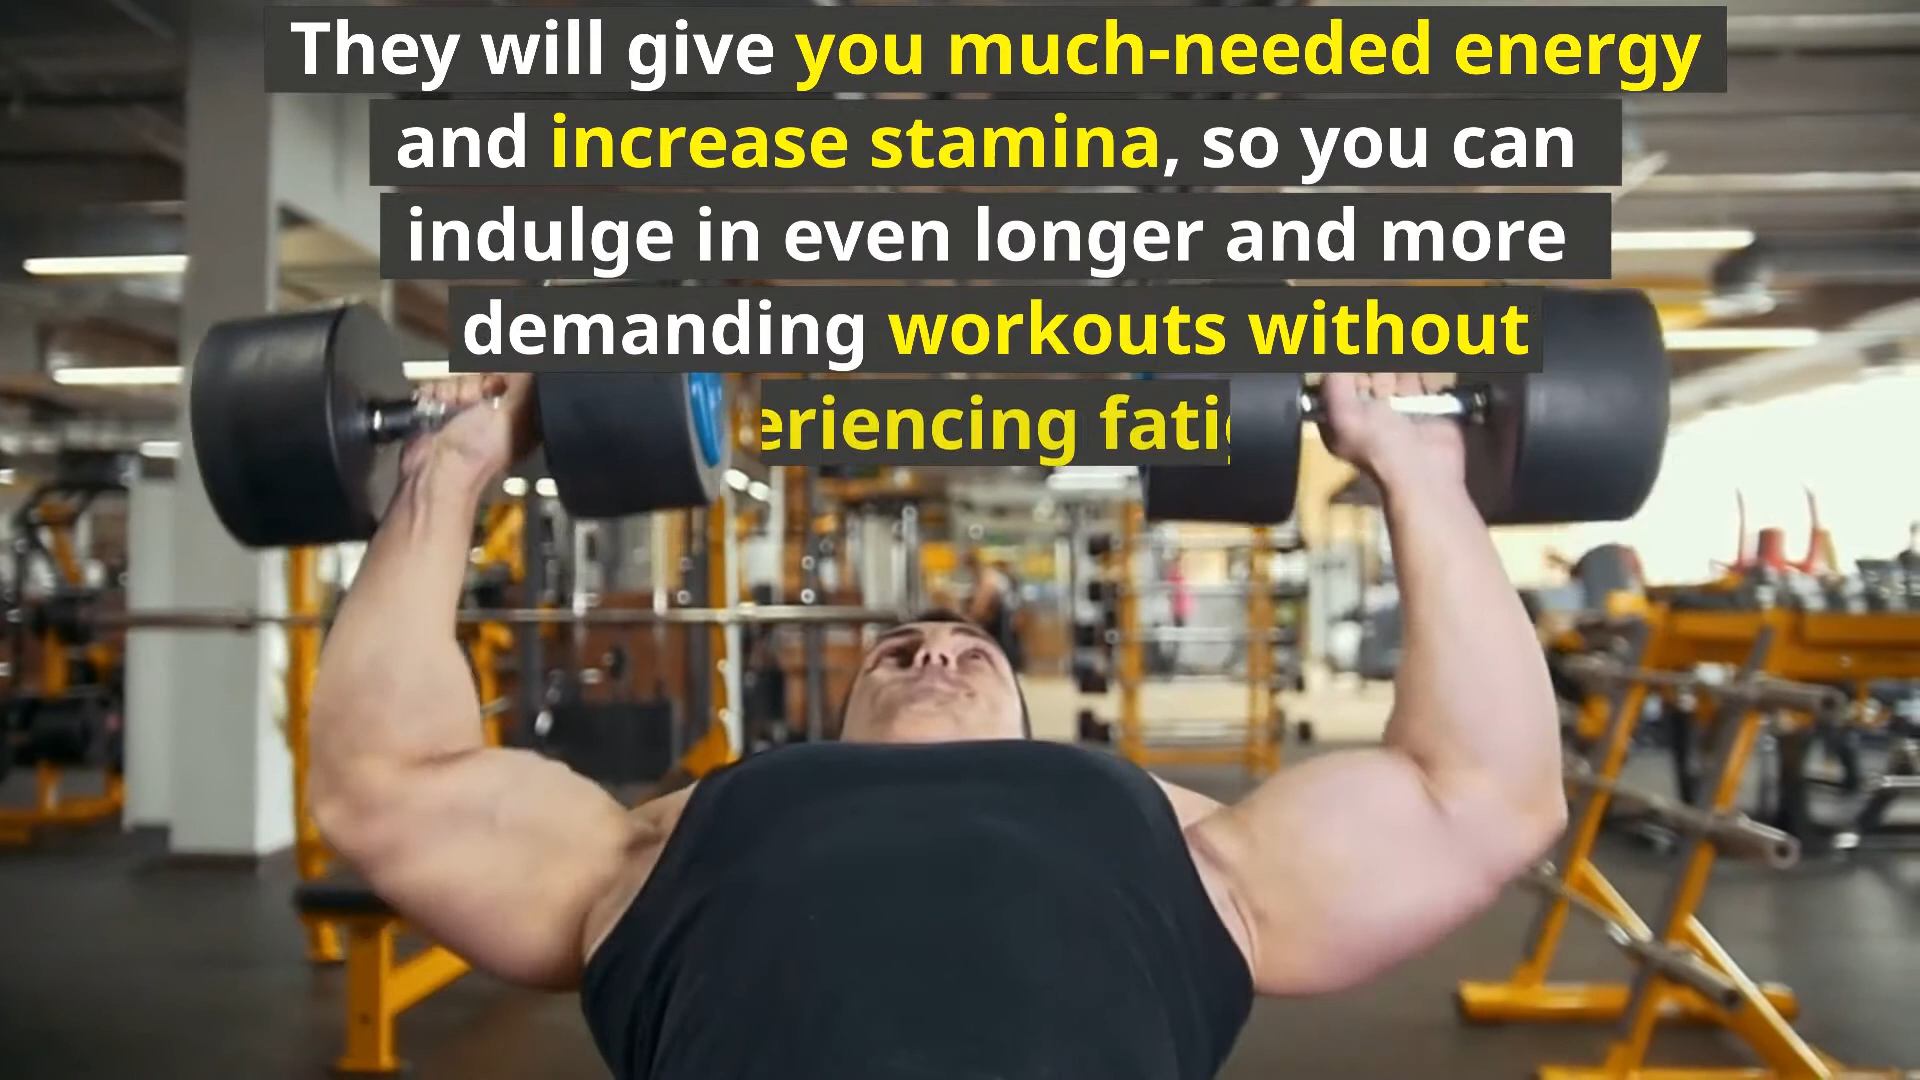 They will give you much-needed energy
and increase stamina, so you can
indulge in even longer and more
demanding workouts without
eriencing fati